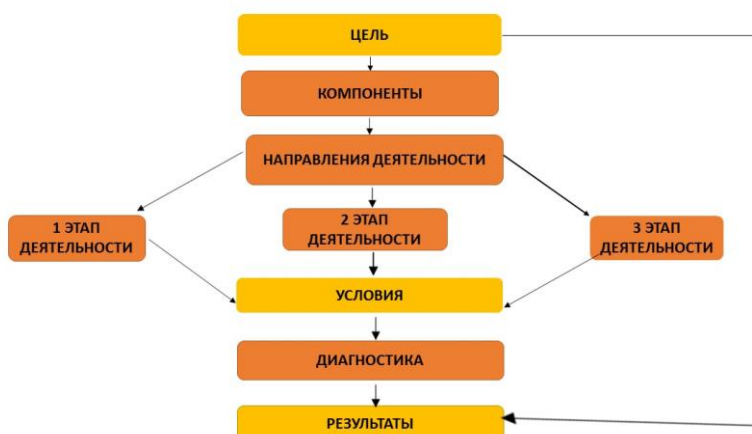 ЦЕЛЬ
КОМПОНЕНТЫ
НАПРАВЛЕНИЯ ДЕЯТЕЛЬНОСТИ
1 ЭТАП
ДЕЯТЕЛЬНОСТИ
2 ЭТАП
ДЕЯТЕЛЬНОСТИ
3 ЭТАП
ДЕЯТЕЛЬНОСТИ
УСЛОВИЯ
ДИАГНОСТИКА
РЕЗУЛЬТАТЫ